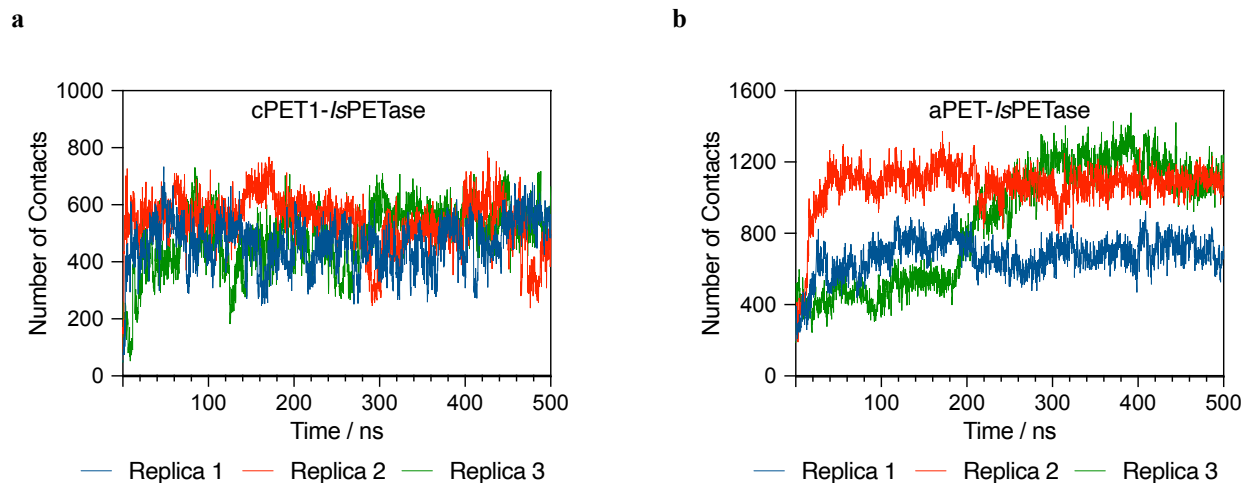 a
cPET1-IsPETase
Number of Contacts
1000
800
600
400
200
0
100 200 300 400 500
Time / ns
Replica 1 Replica 2 Replica 3
b
aPET-IsPETase
Number of Contacts
1600
1200
800
400
0
100 200 300 400 500
Time / ns
Replica 1 Replica 2 Replica 3